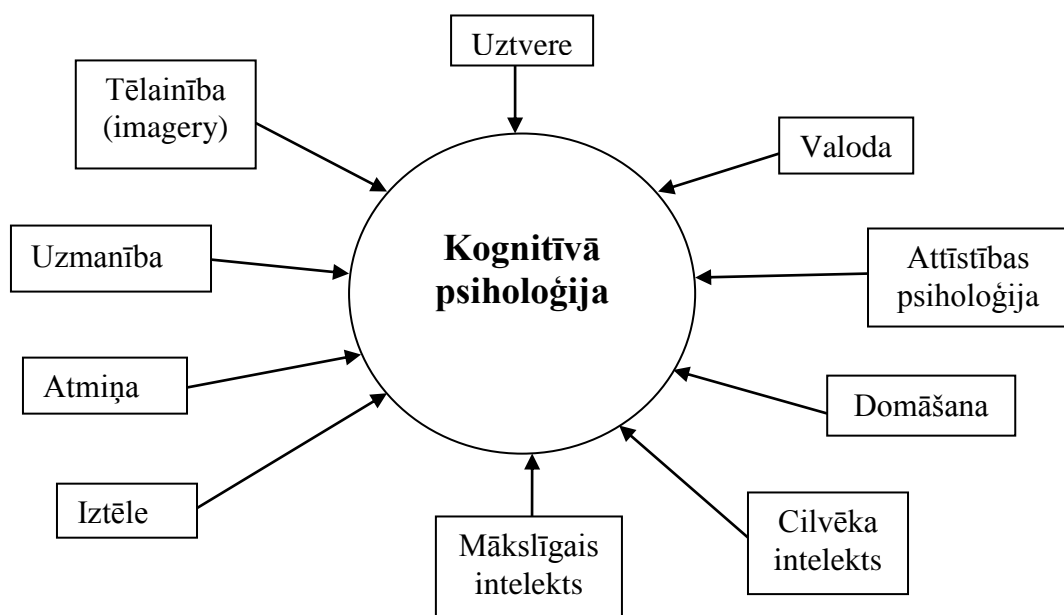 Uztvere
Tēlainība
(imagery)
Valoda
Uzmanība
Kognitīvā
psiholoģija
Attīstības
psiholoģija
Atmiņa
Domāšana
Iztēle
Mākslīgais
intelekts
Cilvēka
intelekts